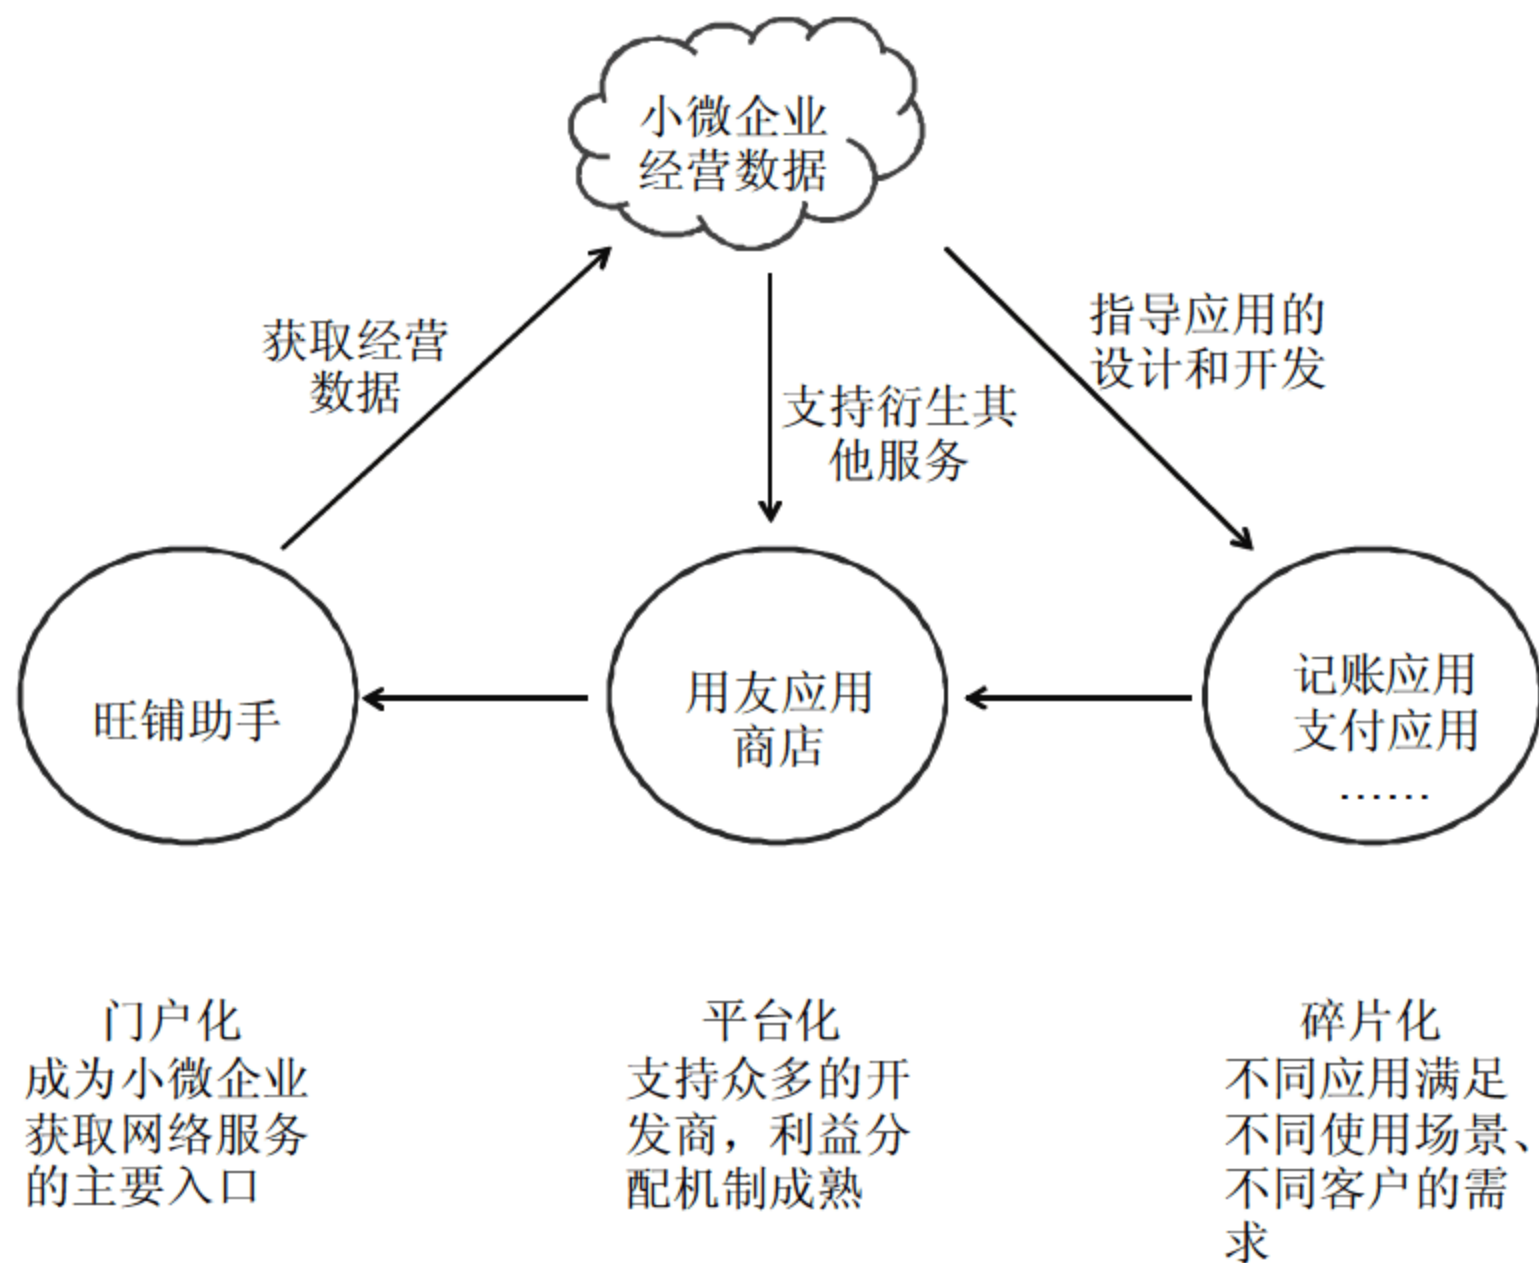 小微企业
经营数据
获取经营
数据
支持衍生其
他服务
指导应用的
设计和开发
旺铺助手
用友应用
商店
记账应用
支付应用
……
门户化
成为小微企业
获取网络服务
的主要入口
平台化
支持众多的开
发商，利益分
配机制成熟
碎片化
不同应用满足
不同使用场景、
不同客户的需
求